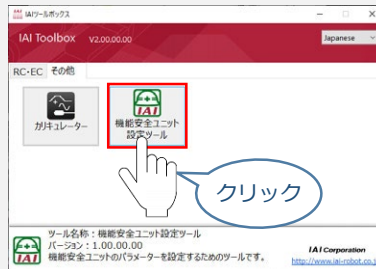 IAIツールボックス
IAI Toolbox V2.00.00.00
Japanese
RC・EC その他
カリキュレーター
IAI
機能安全ユニット
設定ツール
クリック
ツール名称：機能安全ユニット設定ツール
バージョン：1.00.00.00
機能安全ユニットのパラメーターを設定するためのツールです。
IAI
IAI Corporation
http://www.iai-robot.co.j